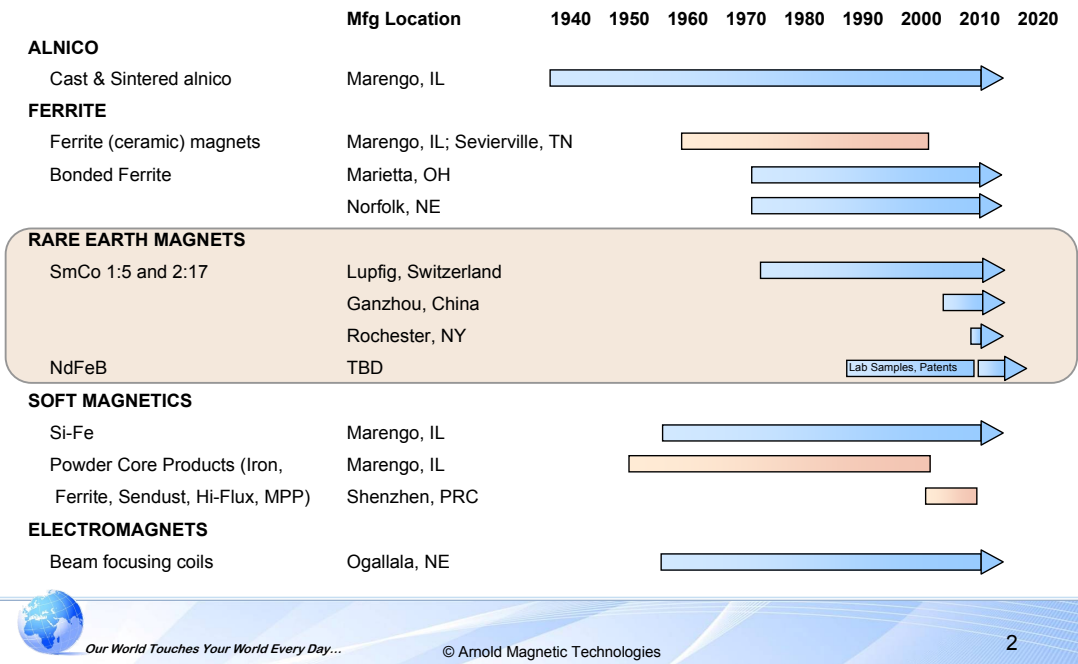 Mfg Location 1940 1950 1960 1970 1980 1990 2000 2010 2020
ALNICO
Cast & Sintered alnico Marengo, IL
FERRITE
Ferrite (ceramic) magnets Marengo, IL; Sevierville, TN
Bonded Ferrite Marietta, OH
Norfolk, NE
RARE EARTH MAGNETS
SmCo 1:5 and 2:17 Lupfig, Switzerland
Ganzhou, China
Rochester, NY
NdFeB TBD Lab Samples, Patents
SOFT MAGNETICS
Si-Fe Marengo, IL
Powder Core Products (Iron, Marengo, IL
Ferrite, Sendust, Hi-Flux, MPP) Shenzhen, PRC
ELECTROMAGNETS
Beam focusing coils Ogallala, NE
Our World Touches Your World Every Day... © Arnold Magnetic Technologies 2